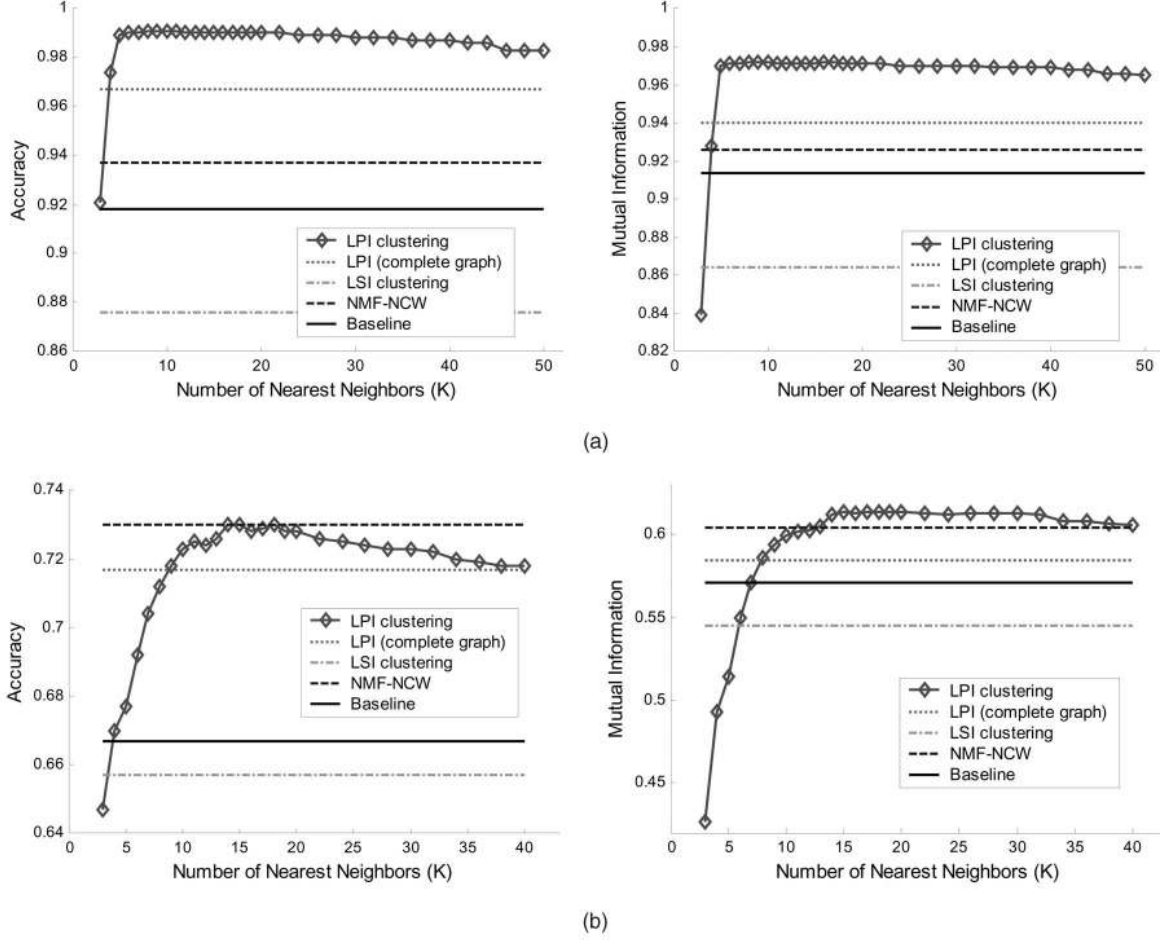 1
0.98
0.96
0.94
0.92
0.9
0.88
0.86
Accuracy
0 10 20 30 40 50
Number of Nearest Neighbors (K)
LPI clustering
LPI (complete graph)
LSI clustering
NMF-NCW
Baseline
1
0.98
0.96
0.94
0.92
0.9
0.88
0.86
0.84
0.82
Mutual Information
0 10 20 30 40 50
Number of Nearest Neighbors (K)
LPI clustering
LPI (complete graph)
LSI clustering
NMF-NCW
Baseline
(a)
0.74
0.72
0.7
0.68
0.66
0.64
Accuracy
0 5 10 15 20 25 30 35 40
Number of Nearest Neighbors (K)
LPI clustering
LPI (complete graph)
LSI clustering
NMF-NCW
Baseline
0.6
0.55
0.5
0.45
Mutual Information
0 5 10 15 20 25 30 35 40
Number of Nearest Neighbors (K)
LPI clustering
LPI (complete graph)
LSI clustering
NMF-NCW
Baseline
(b)